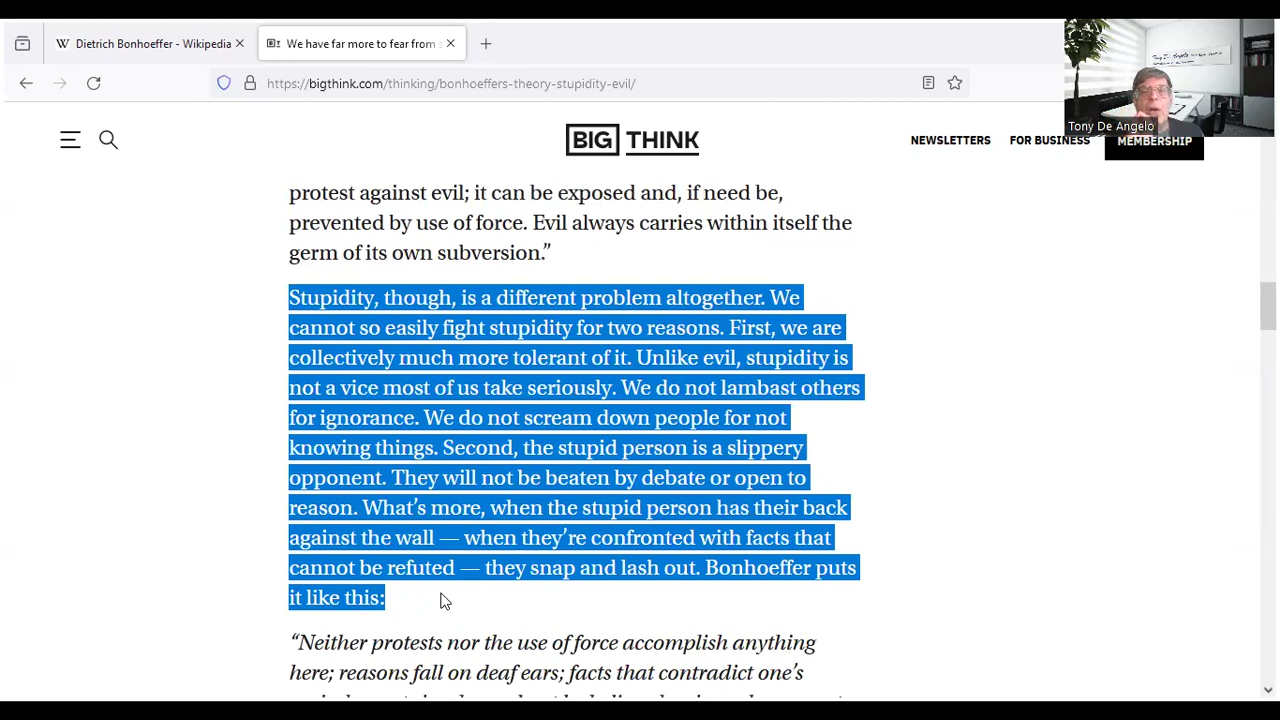 Dietrich Bonhoeffer - Wikipedia
We have far more to fear from
https://bigthink.com/thinking/bonhoeffers-theory-stupidity-evil/
Tony De Angelo
BIG THINK
NEWSLETTERS
FOR BUSINESS
MEMBERSHIP
protest against evil; it can be exposed and, if need be,
prevented by use of force. Evil always carries within itself the
germ of its own subversion.”
Stupidity, though, is a different problem altogether. We
cannot so easily fight stupidity for two reasons. First, we are
collectively much more tolerant of it. Unlike evil, stupidity is
not a vice most of us take seriously. We do not lambast others
for ignorance. We do not scream down people for not
knowing things. Second, the stupid person is a slippery
opponent. They will not be beaten by debate or open to
reason. What’s more, when the stupid person has their back
against the wall — when they’re confronted with facts that
cannot be refuted — they snap and lash out. Bonhoeffer puts
it like this:
“Neither protests nor the use of force accomplish anything
here; reasons fall on deaf ears; facts that contradict one’s